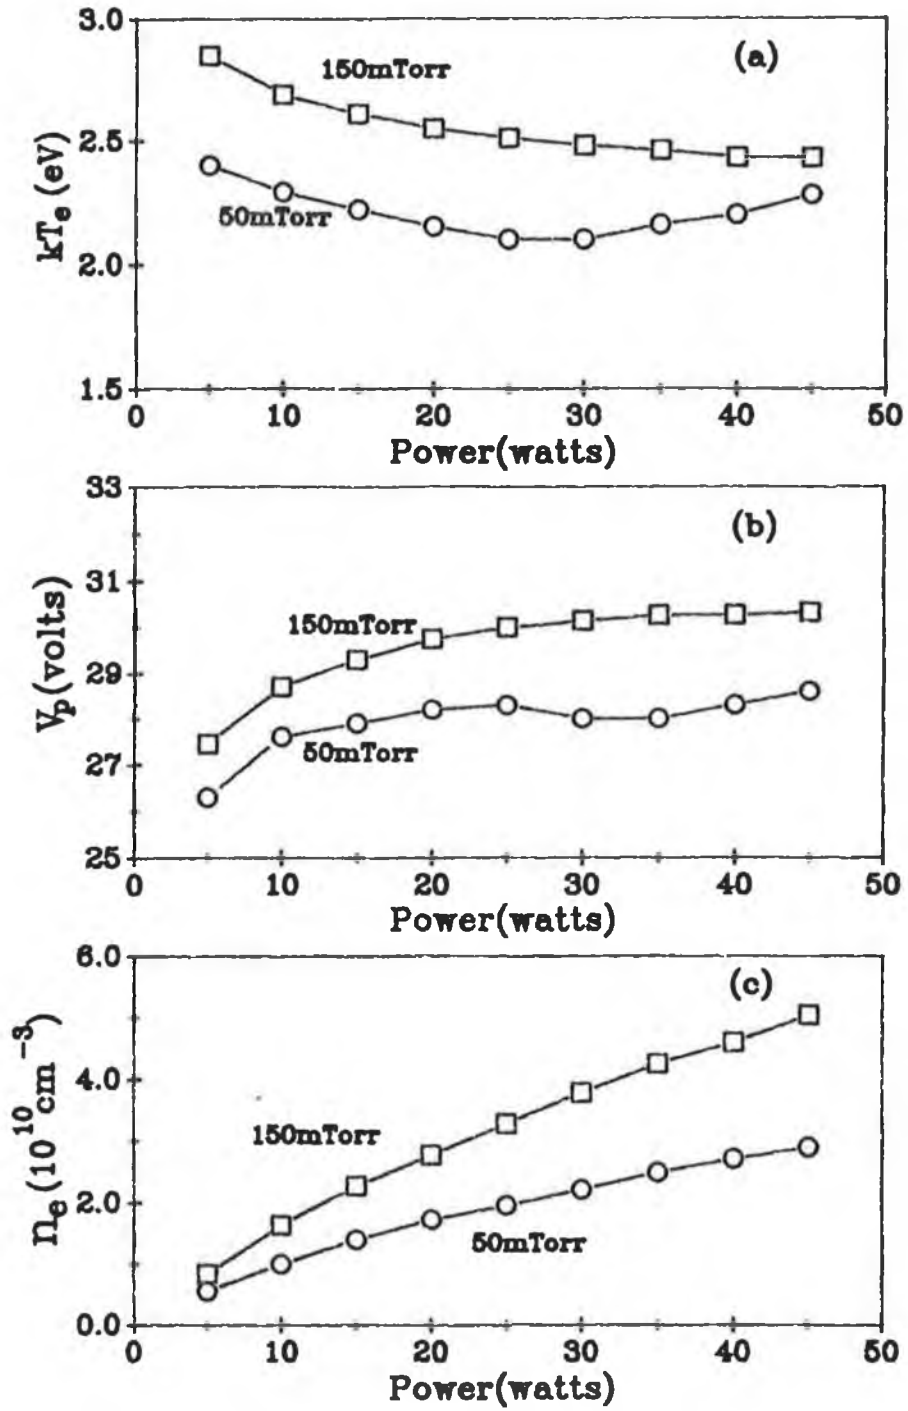 3.0
(a)
150mTorr
2.5
kTe (eV)
50mTorr
2.0
1.5
0 10 20 30 40 50
Power(watts)
33
(b)
31
150mTorr
Vp(volts)
29
50mTorr
27
25
0 10 20 30 40 50
Power(watts)
6.0
(c)
ne (10^10 cm^-3)
4.0
150mTorr
2.0
50mTorr
0.0
0 10 20 30 40 50
Power(watts)